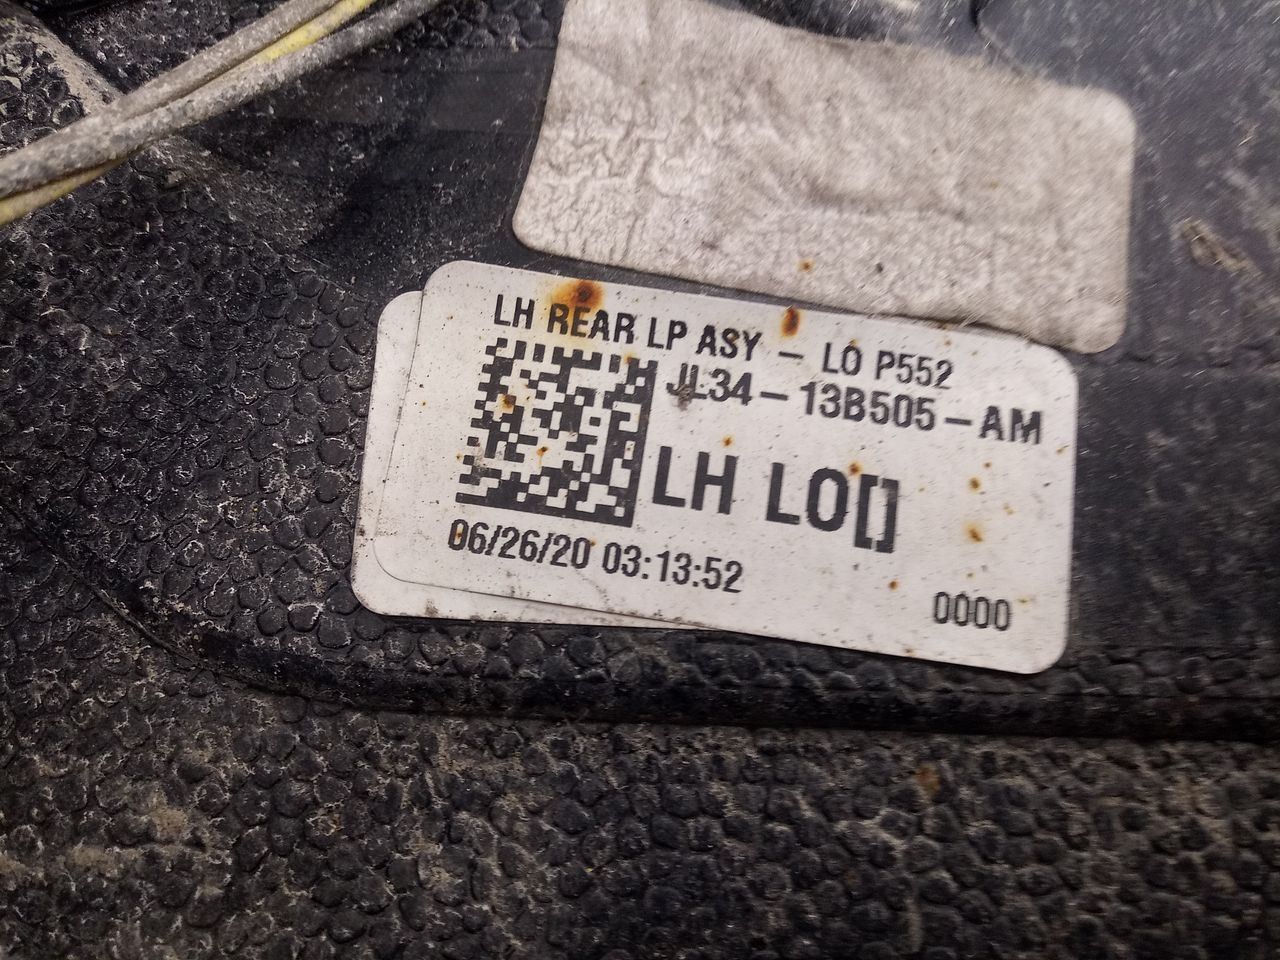 LH REAR LP ASY - LO P552
JL34-13B505-AM
LH LO[]
06/26/20 03:13:52
0000